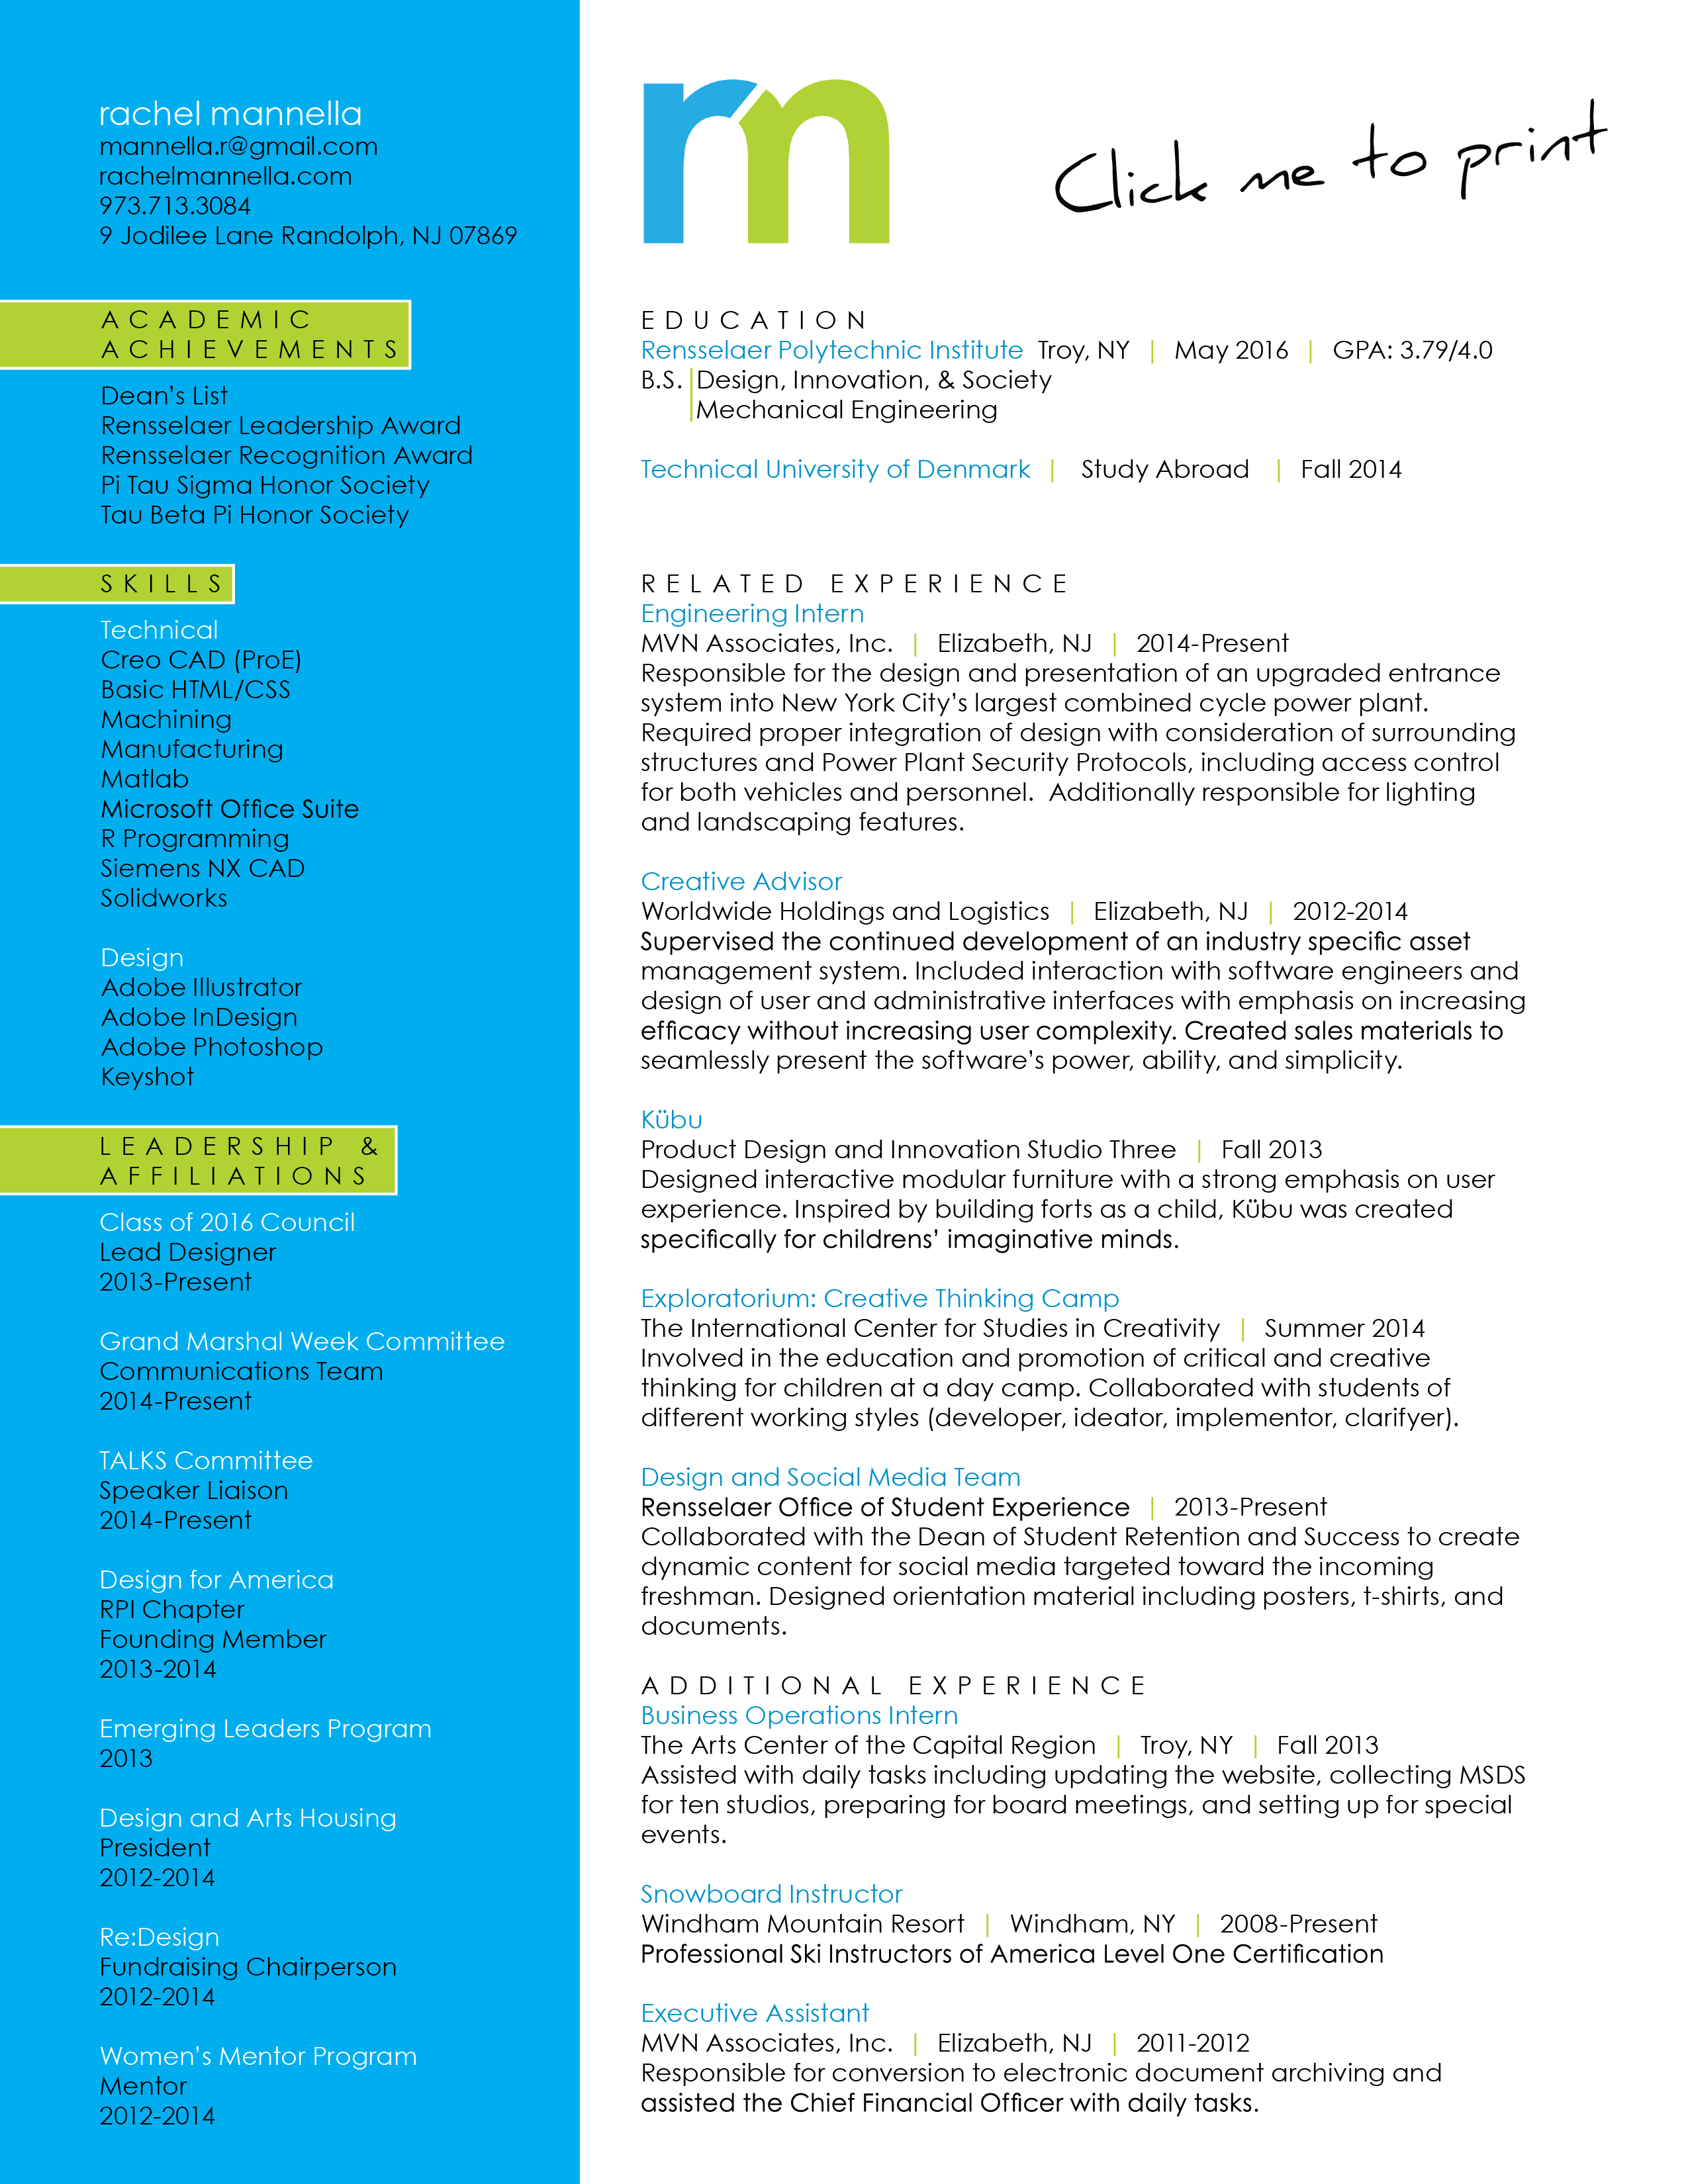 rachel mannella
mannella.r@gmail.com
rachelmannella.com
973.713.3084
9 Jodilee Lane Randolph, NJ 07869
ACADEMIC
ACHIEVEMENTS
Dean's List
Rensselaer Leadership Award
Rensselaer Recognition Award
Pi Tau Sigma Honor Society
Tau Beta Pi Honor Society
SKILLS
Technical
Creo CAD (ProE)
Basic HTML/CSS
Machining
Manufacturing
Matlab
Microsoft Office Suite
R Programming
Siemens NX CAD
Solidworks
Design
Adobe Illustrator
Adobe InDesign
Adobe Photoshop
Keyshot
LEADERSHIP &
AFFILIATIONS
Class of 2016 Council
Lead Designer
2013-Present
Grand Marshal Week Committee
Communications Team
2014-Present
TALKS Committee
Speaker Liaison
2014-Present
Design for America
RPI Chapter
Founding Member
2013-2014
Emerging Leaders Program
2013
Design and Arts Housing
President
2012-2014
Re:Design
Fundraising Chairperson
2012-2014
Women's Mentor Program
Mentor
2012-2014
rm
Click me to print
EDUCATION
Rensselaer Polytechnic Institute Troy, NY | May 2016 | GPA: 3.79/4.0
B.S. | Design, Innovation, & Society
Mechanical Engineering
Technical University of Denmark | Study Abroad | Fall 2014
RELATED EXPERIENCE
Engineering Intern
MVN Associates, Inc. | Elizabeth, NJ | 2014-Present
Responsible for the design and presentation of an upgraded entrance
system into New York City's largest combined cycle power plant.
Required proper integration of design with consideration of surrounding
structures and Power Plant Security Protocols, including access control
for both vehicles and personnel. Additionally responsible for lighting
and landscaping features.
Creative Advisor
Worldwide Holdings and Logistics | Elizabeth, NJ | 2012-2014
Supervised the continued development of an industry specific asset
management system. Included interaction with software engineers and
design of user and administrative interfaces with emphasis on increasing
efficacy without increasing user complexity. Created sales materials to
seamlessly present the software's power, ability, and simplicity.
Kübu
Product Design and Innovation Studio Three | Fall 2013
Designed interactive modular furniture with a strong emphasis on user
experience. Inspired by building forts as a child, Kübu was created
specifically for childrens' imaginative minds.
Exploratorium: Creative Thinking Camp
The International Center for Studies in Creativity | Summer 2014
Involved in the education and promotion of critical and creative
thinking for children at a day camp. Collaborated with students of
different working styles (developer, ideator, implementor, clarifyer).
Design and Social Media Team
Rensselaer Office of Student Experience | 2013-Present
Collaborated with the Dean of Student Retention and Success to create
dynamic content for social media targeted toward the incoming
freshman. Designed orientation material including posters, t-shirts, and
documents.
ADDITIONAL EXPERIENCE
Business Operations Intern
The Arts Center of the Capital Region | Troy, NY | Fall 2013
Assisted with daily tasks including updating the website, collecting MSDS
for ten studios, preparing for board meetings, and setting up for special
events.
Snowboard Instructor
Windham Mountain Resort | Windham, NY | 2008-Present
Professional Ski Instructors of America Level One Certification
Executive Assistant
MVN Associates, Inc. | Elizabeth, NJ | 2011-2012
Responsible for conversion to electronic document archiving and
assisted the Chief Financial Officer with daily tasks.